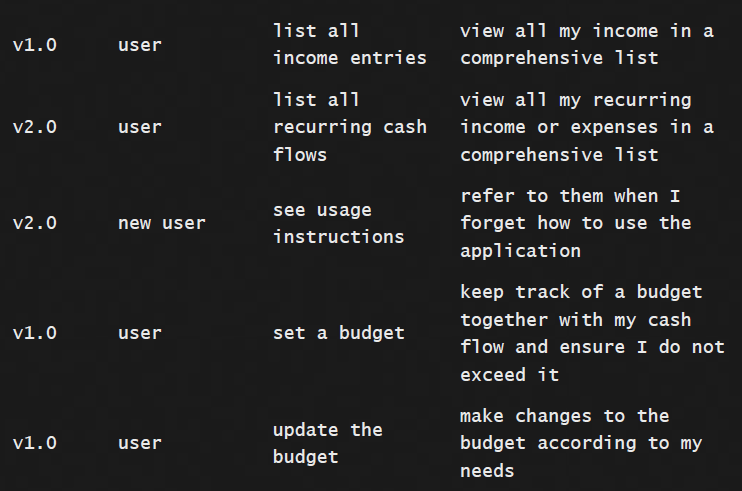 v1.0 user list all income entries view all my income in a comprehensive list
v2.0 user list all recurring cash flows view all my recurring income or expenses in a comprehensive list
v2.0 new user see usage instructions refer to them when I forget how to use the application
v1.0 user set a budget keep track of a budget together with my cash flow and ensure I do not exceed it
v1.0 user update the budget make changes to the budget according to my needs